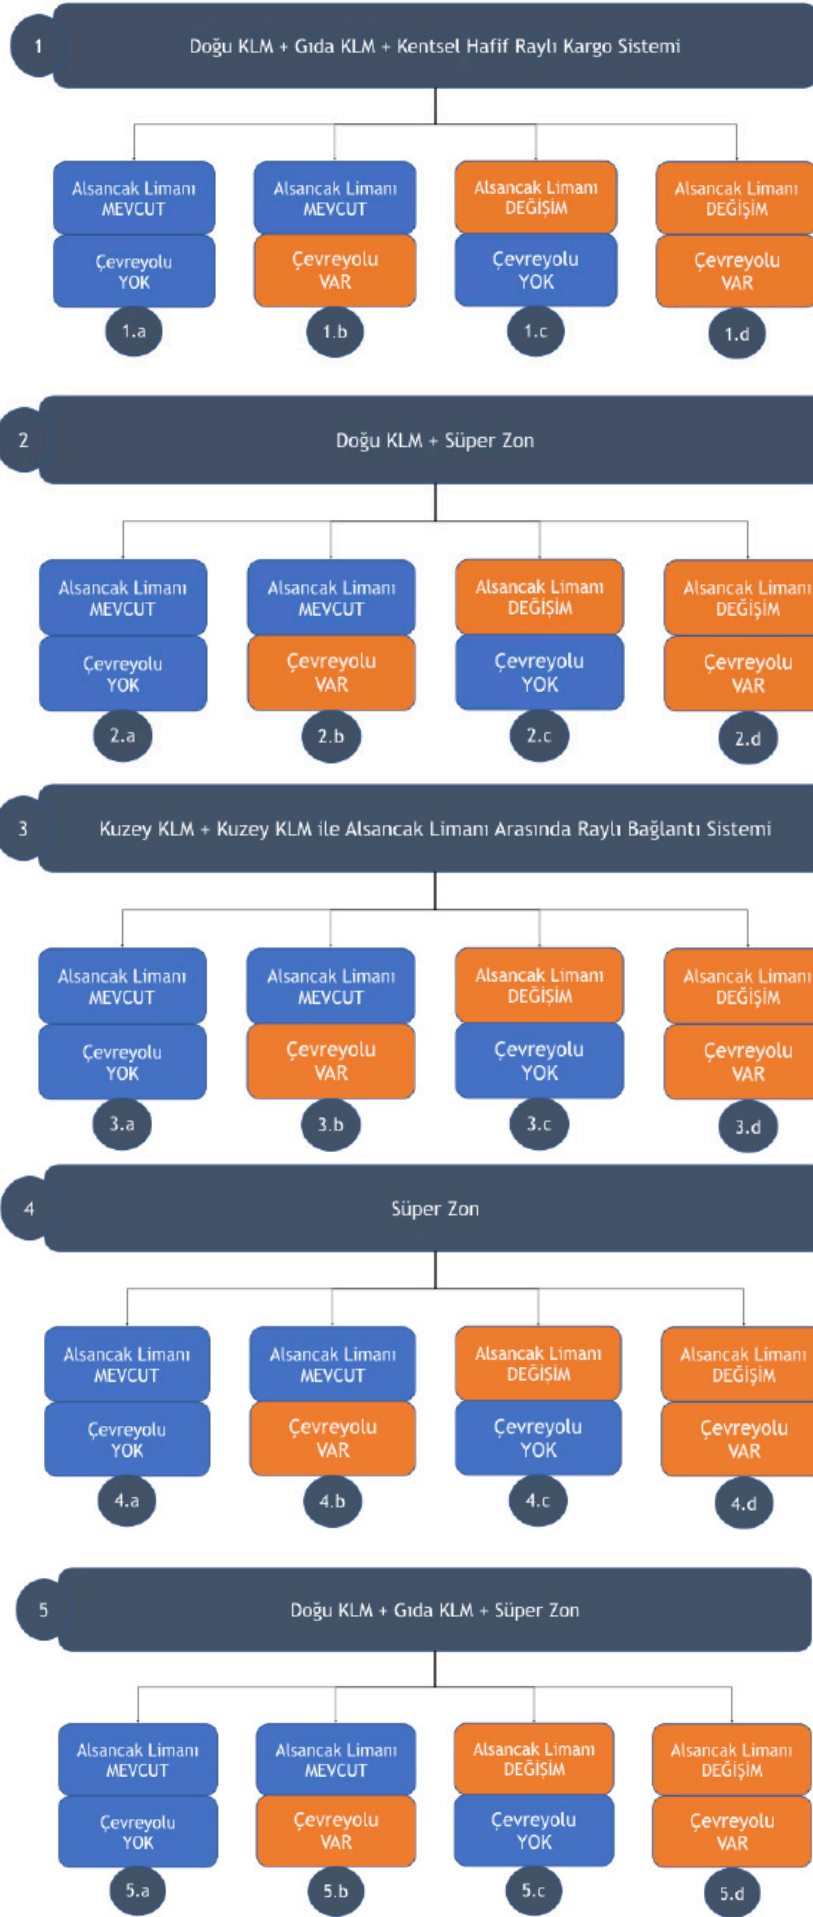 1
Doğu KLM + Gıda KLM + Kentsel Hafif Raylı Kargo Sistemi
Alsancak Limanı
MEVCUT
Çevreyolu
YOK
1.a
Alsancak Limanı
MEVCUT
Çevreyolu
VAR
1.b
Alsancak Limanı
DEĞİŞİM
Çevreyolu
YOK
1.c
Alsancak Limanı
DEĞİŞİM
Çevreyolu
VAR
1.d
2
Doğu KLM + Süper Zon
Alsancak Limanı
MEVCUT
Çevreyolu
YOK
2.a
Alsancak Limanı
MEVCUT
Çevreyolu
VAR
2.b
Alsancak Limanı
DEĞİŞİM
Çevreyolu
YOK
2.c
Alsancak Limanı
DEĞİŞİM
Çevreyolu
VAR
2.d
3
Kuzey KLM + Kuzey KLM ile Alsancak Limanı Arasında Raylı Bağlantı Sistemi
Alsancak Limanı
MEVCUT
Çevreyolu
YOK
3.a
Alsancak Limanı
MEVCUT
Çevreyolu
VAR
3.b
Alsancak Limanı
DEĞİŞİM
Çevreyolu
YOK
3.c
Alsancak Limanı
DEĞİŞİM
Çevreyolu
VAR
3.d
4
Süper Zon
Alsancak Limanı
MEVCUT
Çevreyolu
YOK
4.a
Alsancak Limanı
MEVCUT
Çevreyolu
VAR
4.b
Alsancak Limanı
DEĞİŞİM
Çevreyolu
YOK
4.c
Alsancak Limanı
DEĞİŞİM
Çevreyolu
VAR
4.d
5
Doğu KLM + Gıda KLM + Süper Zon
Alsancak Limanı
MEVCUT
Çevreyolu
YOK
5.a
Alsancak Limanı
MEVCUT
Çevreyolu
VAR
5.b
Alsancak Limanı
DEĞİŞİM
Çevreyolu
YOK
5.c
Alsancak Limanı
DEĞİŞİM
Çevreyolu
VAR
5.d